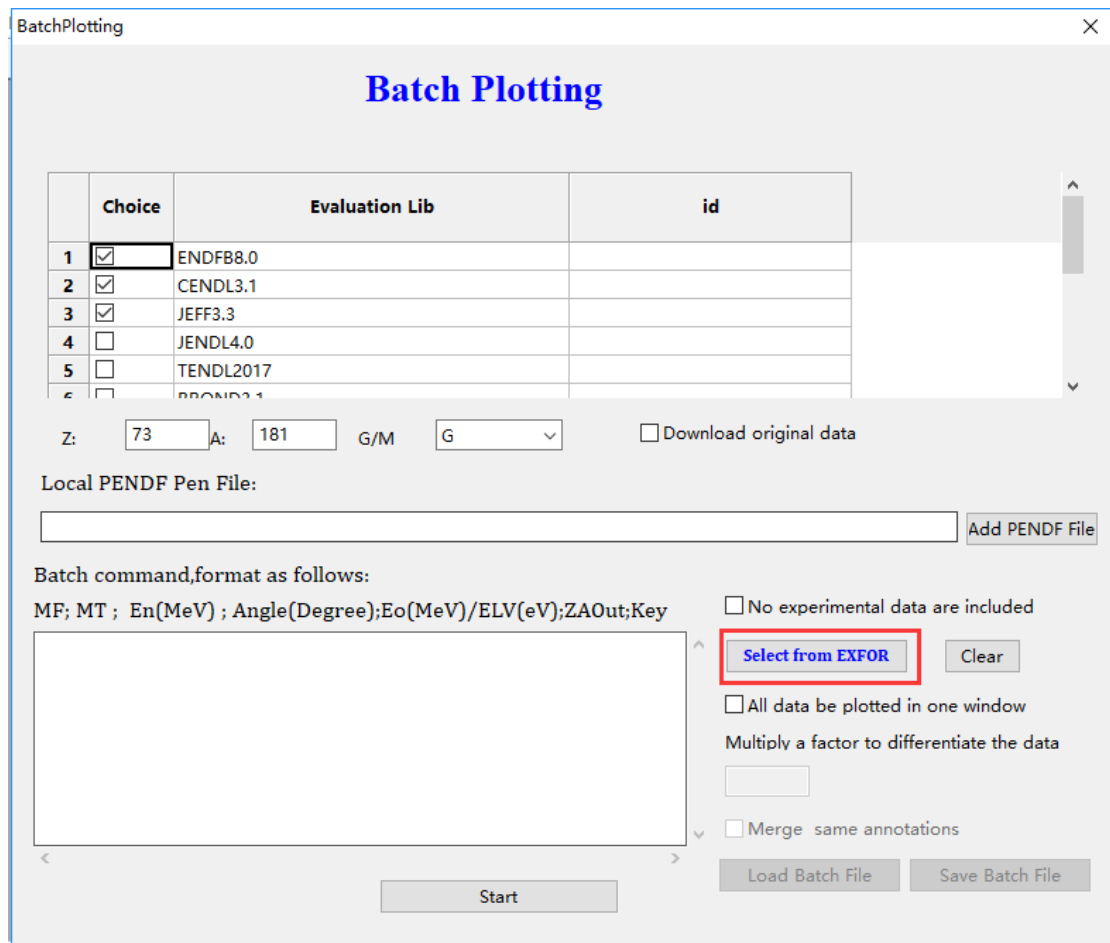 BatchPlotting
Batch Plotting
Choice Evaluation Lib id
1 ENDFB8.0
2 CENDL3.1
3 JEFF3.3
4 JENDL4.0
5 TENDL2017
Z: 73 A: 181 G/M G Download original data
Local PENDF Pen File:
Add PENDF File
Batch command,format as follows:
MF; MT ; En(MeV) ; Angle(Degree);Eo(MeV)/ELV(eV);ZAOut;Key
No experimental data are included
Select from EXFOR Clear
All data be plotted in one window
Multiply a factor to differentiate the data
Merge same annotations
Load Batch File Save Batch File
Start